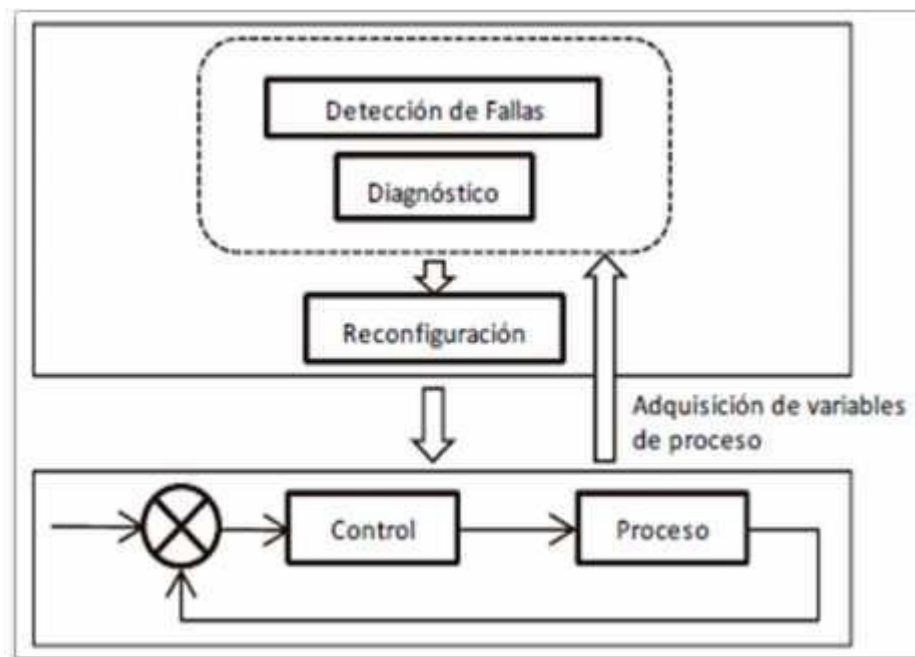 Detección de Fallas
Diagnóstico
Reconfiguración
Adquisición de variables
de proceso
Control
Proceso